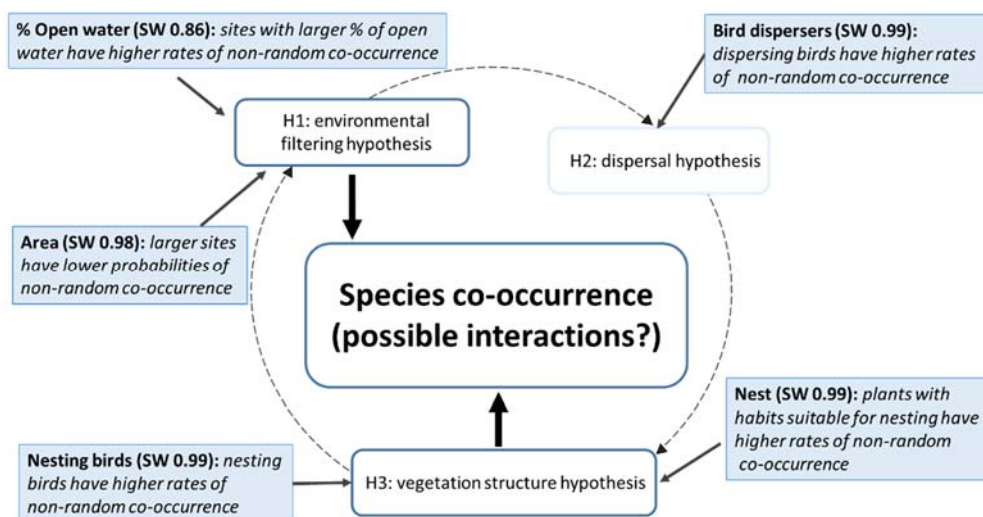 % Open water (SW 0.86): sites with larger % of open
water have higher rates of non-random co-occurrence
Bird dispersers (SW 0.99):
dispersing birds have higher rates
of non-random co-occurrence
H1: environmental
filtering hypothesis
H2: dispersal hypothesis
Area (SW 0.98): larger sites
have lower probabilities of
non-random co-occurrence
Species co-occurrence
(possible interactions?)
Nest (SW 0.99): plants with
habits suitable for nesting have
higher rates of non-random
co-occurrence
Nesting birds (SW 0.99): nesting
birds have higher rates of
non-random co-occurrence
H3: vegetation structure hypothesis